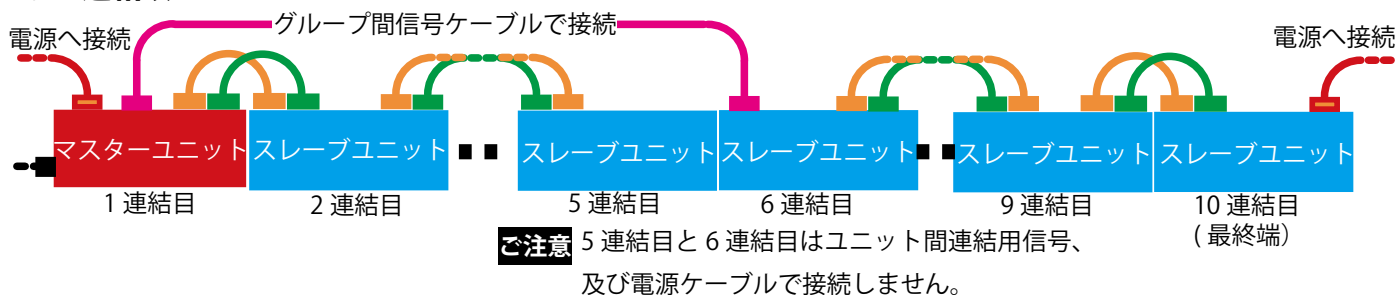 グループ間信号ケーブルで接続
電源へ接続
電源へ接続
マスターユニット
スレーブユニット
スレーブユニット
スレーブユニット
スレーブユニット
スレーブユニット
1 連結目
2 連結目
5 連結目
6 連結目
9 連結目
10 連結目
( 最終端）
ご注意 5 連結目と 6 連結目はユニット間連結用信号、
及び電源ケーブルで接続しません。